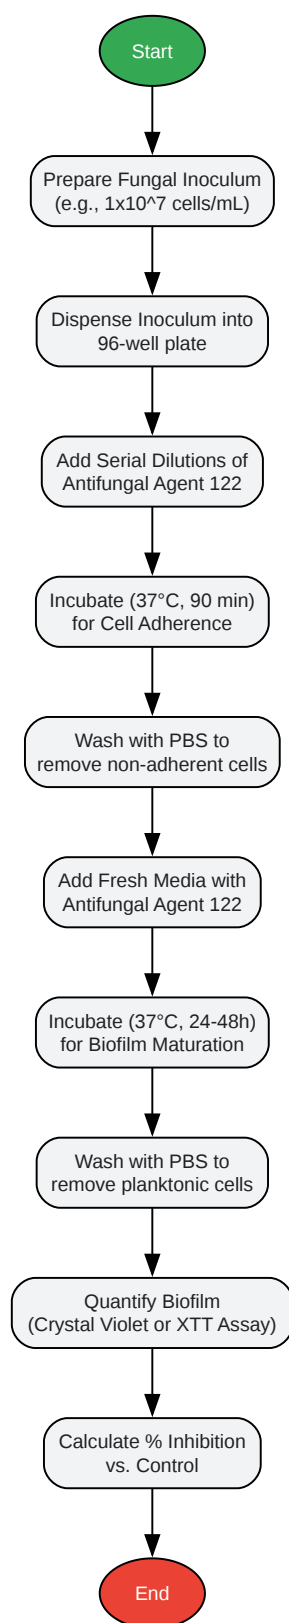 Start
Prepare Fungal Inoculum
(e.g., 1x10^7 cells/mL)
Dispense Inoculum into
96-well plate
Add Serial Dilutions of
Antifungal Agent 122
Incubate (37°C, 90 min)
for Cell Adherence
Wash with PBS to
remove non-adherent cells
Add Fresh Media with
Antifungal Agent 122
Incubate (37°C, 24-48h)
for Biofilm Maturation
Wash with PBS to
remove planktonic cells
Quantify Biofilm
(Crystal Violet or XTT Assay)
Calculate % Inhibition
vs. Control
End